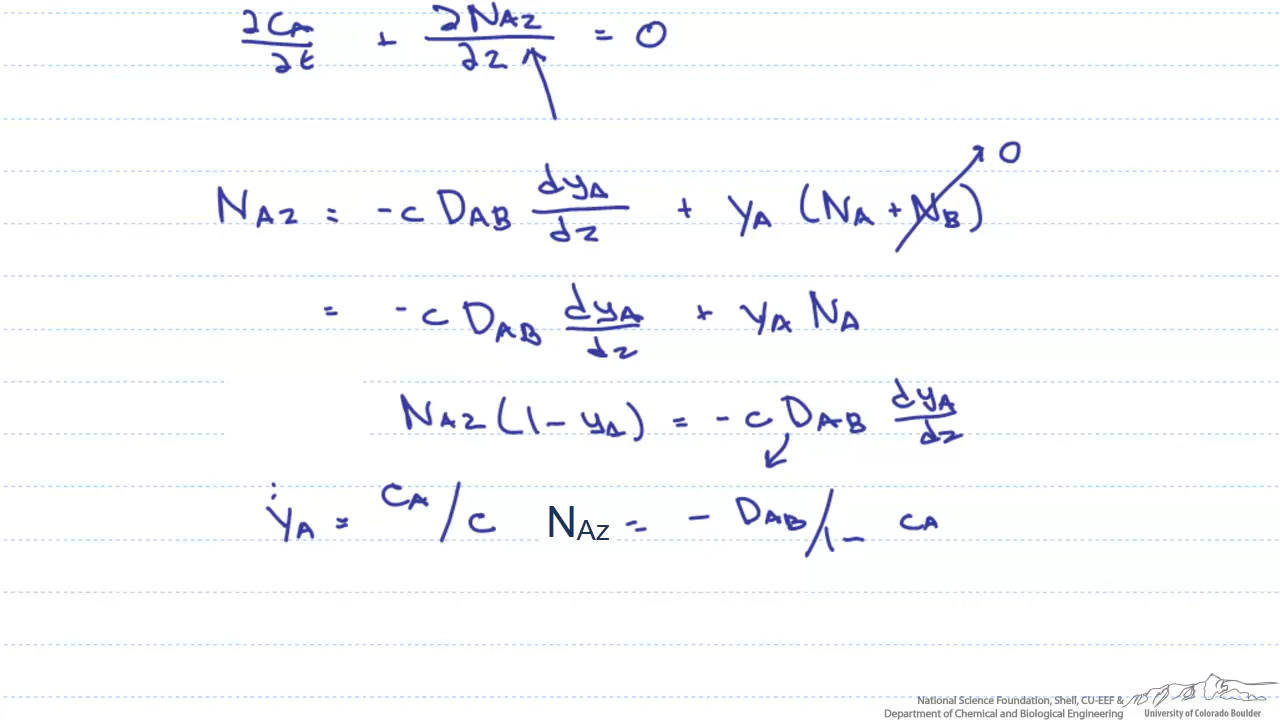 ∂CA/∂t + ∂NAZ/∂z = 0
NAZ = -c DAB dyA/dz + yA (NA + NB) 0
= -c DAB dyA/dz + yA NA
NAZ (1 - yA) = -c DAB dyA/dz
yA = CA/C NAz = - DAB/1- CA
National Science Foundation, Shell, CU-EEF &
Department of Chemical and Biological Engineering
University of Colorado Boulder